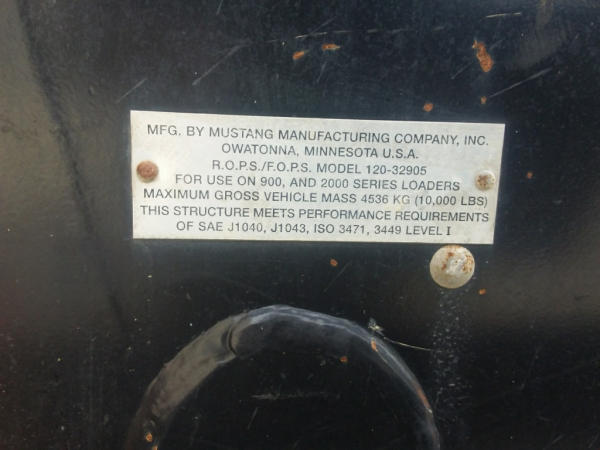 MFG. BY MUSTANG MANUFACTURING COMPANY, INC.
OWATONNA, MINNESOTA U.S.A.
R.O.P.S./F.O.P.S. MODEL 120-32905
FOR USE ON 900, AND 2000 SERIES LOADERS
MAXIMUM GROSS VEHICLE MASS 4536 KG (10,000 LBS)
THIS STRUCTURE MEETS PERFORMANCE REQUIREMENTS
OF SAE J1040, J1043, ISO 3471, 3449 LEVEL I